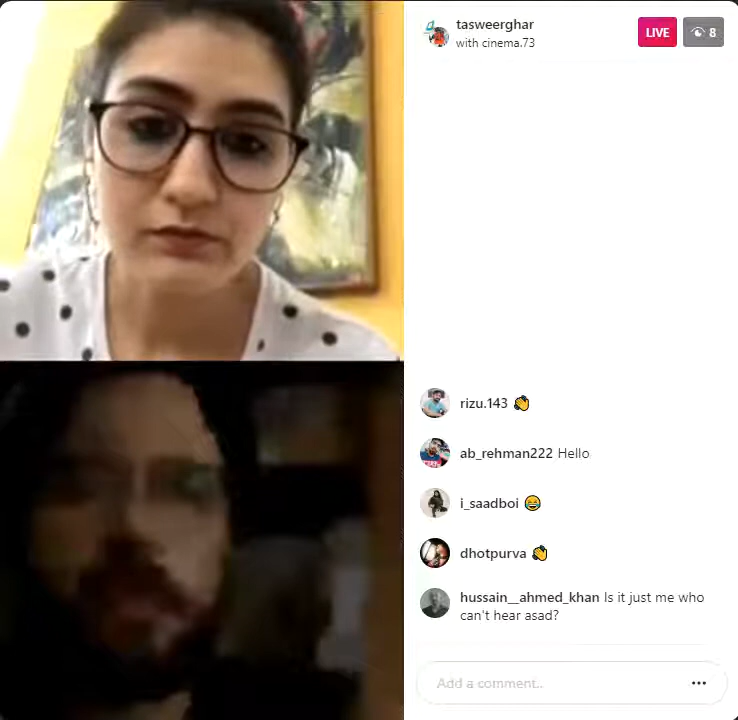 tasweerghar
with cinema.73
LIVE
8
rizu.143 👏
ab_rehman222 Hello
i_saadboi 😂
dhotpurva 👏
hussain__ahmed_khan Is it just me who
can't hear asad?
Add a comment..